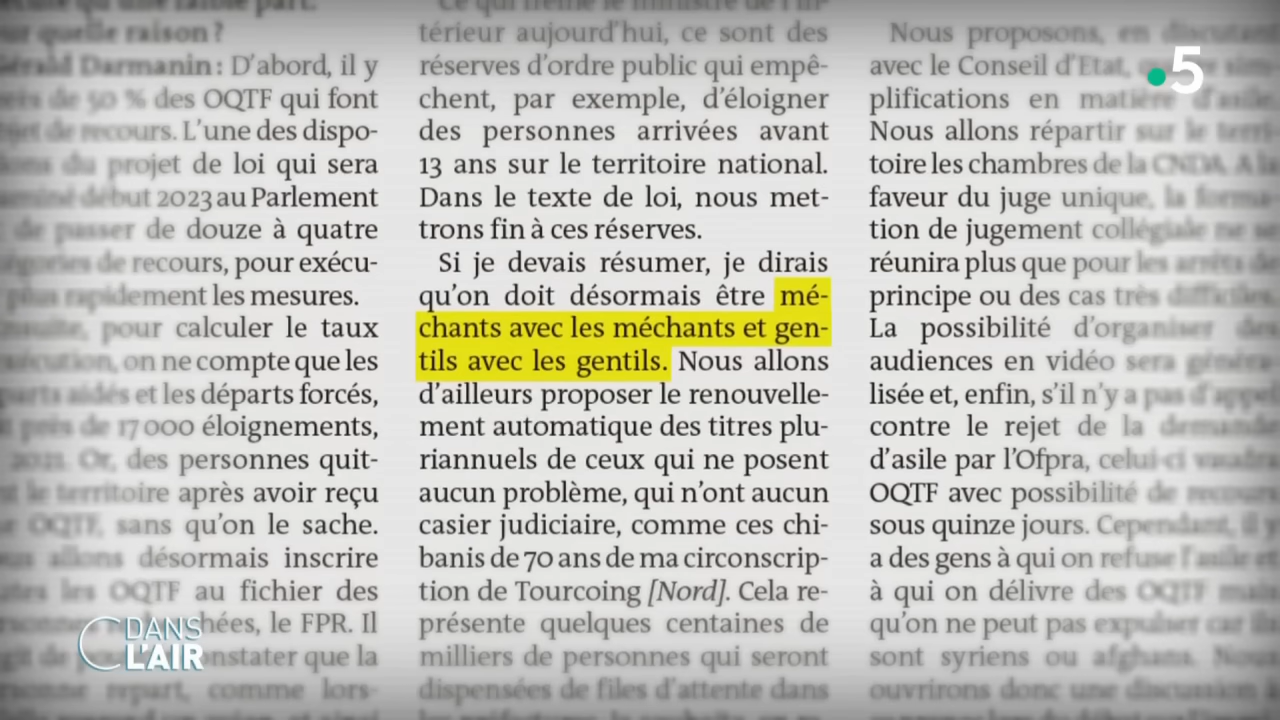 quelle raison?
Gérald Darmanin : D'abord, il y
près de 50 % des OQTF qui font
objet de recours. L'une des dispo-
du projet de loi qui sera
début 2023 au Parlement
de passer de douze à quatre
de recours, pour exécu-
plus rapidement les mesures.
pour calculer le taux
on ne compte que les
aidés et les départs forcés,
près de 17 000 éloignements,
2021. Or, des personnes quit-
le territoire après avoir reçu
OQTF, sans qu'on le sache.
allons désormais inscrire
les OQTF au fichier des
le FPR. Il
constater que la
repart, comme lors-
térieur aujourd'hui, ce sont des
réserves d'ordre public qui empê-
chent, par exemple, d'éloigner
des personnes arrivées avant
13 ans sur le territoire national.
Dans le texte de loi, nous met-
trons fin à ces réserves.
Si je devais résumer, je dirais
qu'on doit désormais être mé-
chants avec les méchants et gen-
tils avec les gentils. Nous allons
d'ailleurs proposer le renouvelle-
ment automatique des titres plu-
riannuels de ceux qui ne posent
aucun problème, qui n'ont aucun
casier judiciaire, comme ces chi-
banis de 70 ans de ma circonscrip-
tion de Tourcoing [Nord]. Cela re-
présente quelques centaines de
milliers de personnes qui seront
dispensées de files d'attente dans
Nous proposons, en discutant
avec le Conseil d'Etat,
plifications en matière d'asile.
Nous allons répartir sur le terri-
toire les chambres de la CNDA. A la
faveur du juge unique, la forma-
tion de jugement collégiale ne se
réunira plus que pour les arrêts de
principe ou des cas très difficiles.
La possibilité d'organiser des
audiences en vidéo sera généra-
lisée et, enfin, s'il n'y a pas d'appel
contre le rejet de la demande
d'asile par l'Ofpra, celui-ci vaudra
OQTF avec possibilité de recours
sous quinze jours. Cependant, il y
a des gens à qui on refuse l'asile et
à qui on délivre des OQTF mais
qu'on ne peut pas expulser car ils
sont syriens ou afghans. Nous
ouvrirons donc une discussion à
5
C DANS
L'AIR